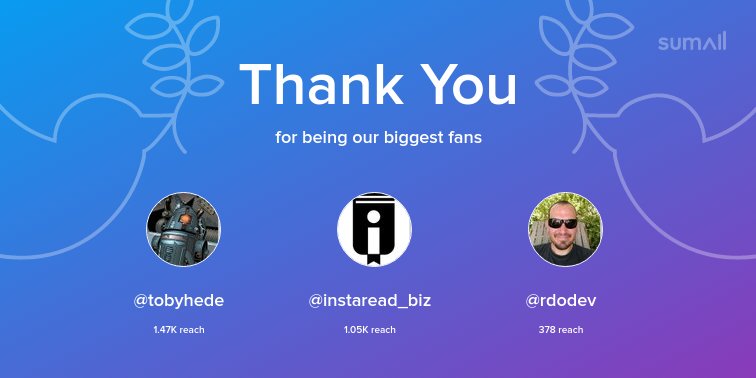 sumall
Thank You
for being our biggest fans
@tobyhede
@instaread_biz
@rdodev
1.47K reach
1.05K reach
378 reach